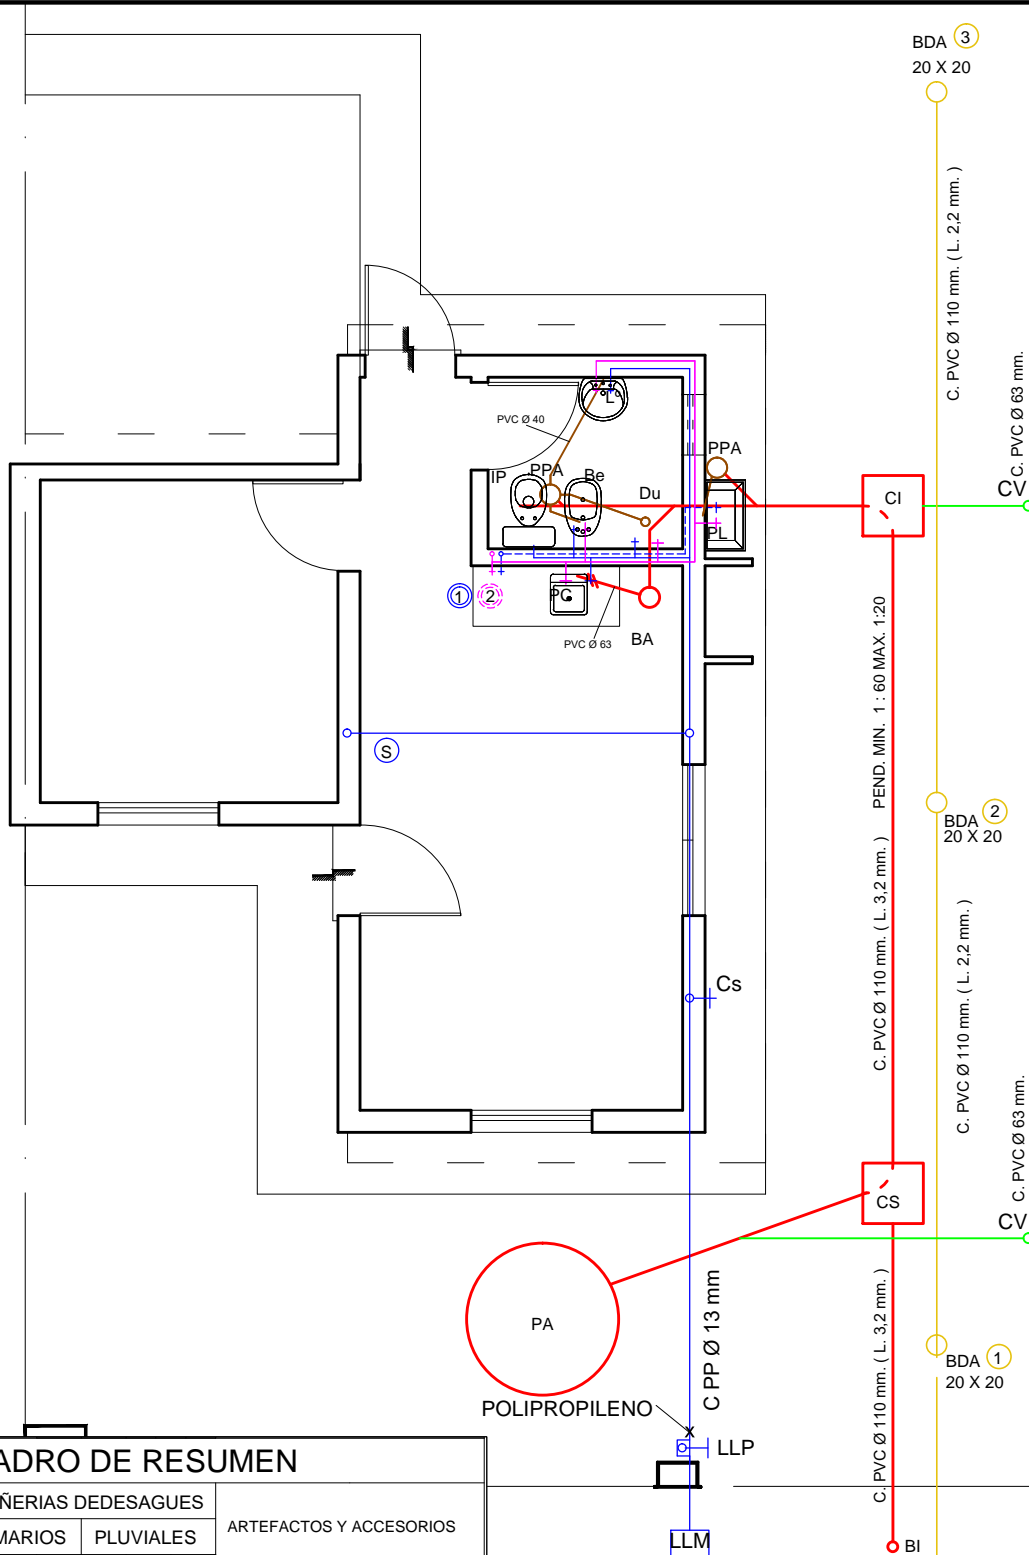 BDA 3
20 X 20
C. PVC Ø 110 mm. ( L. 2,2 mm. )
C. PVC Ø 63 mm.
CV
L
PVC Ø 40
IP
PPA
Be
Du
PPA
PL
CI
1
2
PC
PVC Ø 63
BA
S
PEND. MIN. 1 : 60 MAX. 1:20
C. PVC Ø 110 mm. ( L. 3,2 mm. )
BDA 2
20 X 20
C. PVC Ø 110 mm. ( L. 2,2 mm. )
Cs
C. PVC Ø 63 mm.
CS
CV
PA
C PP Ø 13 mm
C. PVC Ø 110 mm. ( L. 3,2 mm. )
BDA 1
20 X 20
POLIPROPILENO
x
LLP
LLM
BI
ADRO DE RESUMEN
ÑERIAS DEDESAGUES
MARIOS PLUVIALES
ARTEFACTOS Y ACCESORIOS